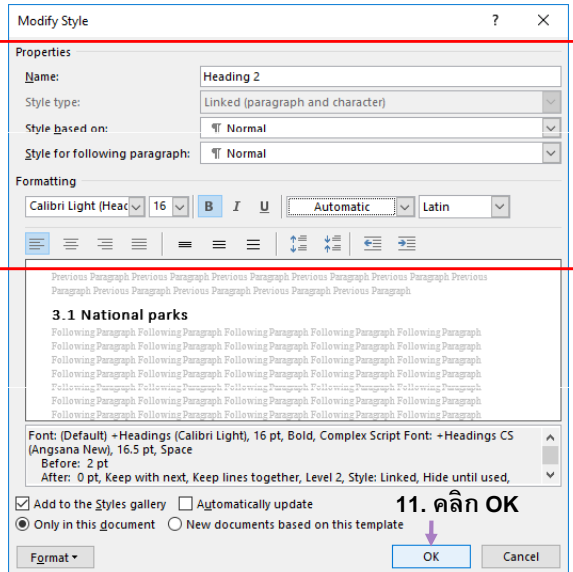 Modify Style ? ×
Properties
Name: Heading 2
Style type: Linked (paragraph and character)
Style based on: ¶ Normal
Style for following paragraph: ¶ Normal
Formatting
Calibri Light (Head 16 B I U Automatic Latin
Previous Paragraph Previous Paragraph Previous Paragraph Previous Paragraph Previous Paragraph Previous
Paragraph Previous Paragraph Previous Paragraph Previous Paragraph Previous Paragraph
3.1 National parks
Following Paragraph Following Paragraph Following Paragraph Following Paragraph Following Paragraph
Following Paragraph Following Paragraph Following Paragraph Following Paragraph Following Paragraph
Following Paragraph Following Paragraph Following Paragraph Following Paragraph Following Paragraph
Following Paragraph Following Paragraph Following Paragraph Following Paragraph Following Paragraph
Following Paragraph Following Paragraph Following Paragraph Following Paragraph Following Paragraph
Following Paragraph Following Paragraph Following Paragraph Following Paragraph Following Paragraph
Following Paragraph Following Paragraph Following Paragraph Following Paragraph Following Paragraph
Font: (Default) +Headings (Calibri Light), 16 pt, Bold, Complex Script Font: +Headings CS
(Angsana New), 16.5 pt, Space
Before: 2 pt
After: 0 pt, Keep with next, Keep lines together, Level 2, Style: Linked, Hide until used,
Add to the Styles gallery Automatically update
11. คลิก OK
Only in this document New documents based on this template
Format OK Cancel